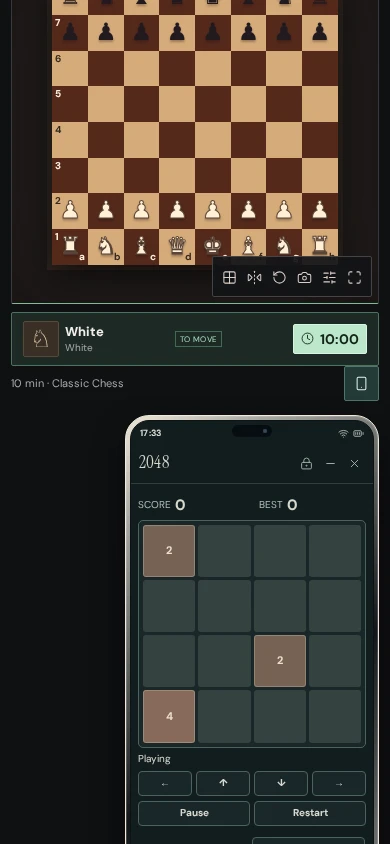 7
6
5
4
3
2
1
a b c d
White
White
TO MOVE
10:00
10 min · Classic Chess
17:33
2048
SCORE 0 BEST 0
2
2
4
Playing
← ↑ ↓ →
Pause Restart